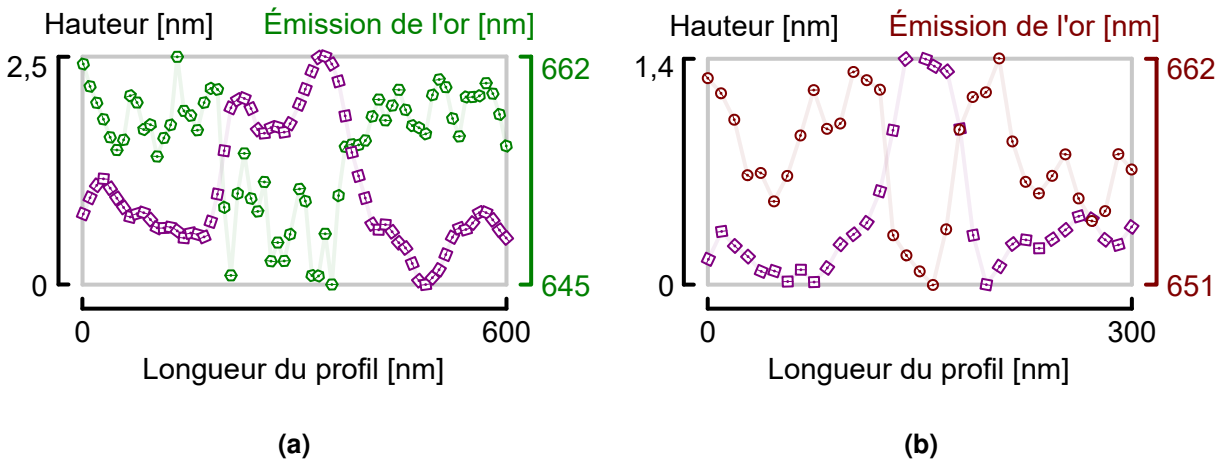 Hauteur [nm] Émission de l'or [nm]
2,5 662
0 645
0 600
Longueur du profil [nm]
(a)
Hauteur [nm] Émission de l'or [nm]
1,4 662
0 651
0 300
Longueur du profil [nm]
(b)